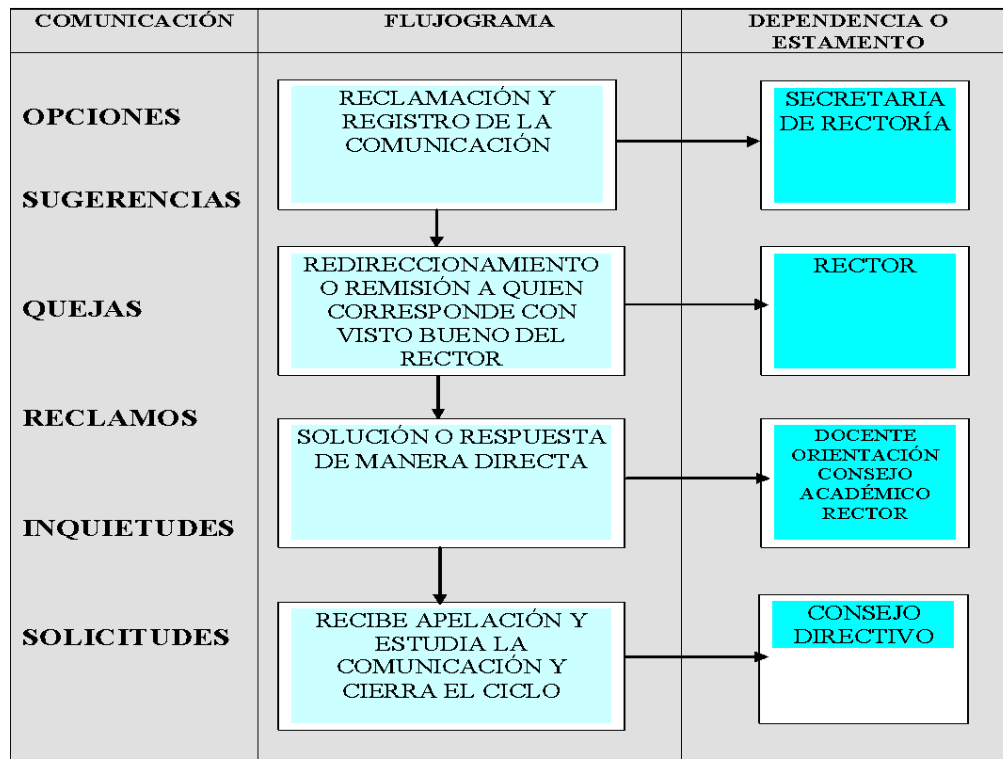 COMUNICACIÓN
FLUJOGRAMA
DEPENDENCIA O
ESTAMENTO
OPCIONES
SUGERENCIAS
QUEJAS
RECLAMOS
INQUIETUDES
SOLICITUDES
RECLAMACIÓN Y
REGISTRO DE LA
COMUNICACIÓN
SECRETARIA
DE RECTORÍA
REDIRECCIONAMIENTO
O REMISIÓN A QUIEN
CORRESPONDE CON
VISTO BUENO DEL
RECTOR
RECTOR
SOLUCIÓN O RESPUESTA
DE MANERA DIRECTA
DOCENTE
ORIENTACIÓN
CONSEJO
ACADÉMICO
RECTOR
RECIBE APELACIÓN Y
ESTUDIA LA
COMUNICACIÓN Y
CIERRA EL CICLO
CONSEJO
DIRECTIVO